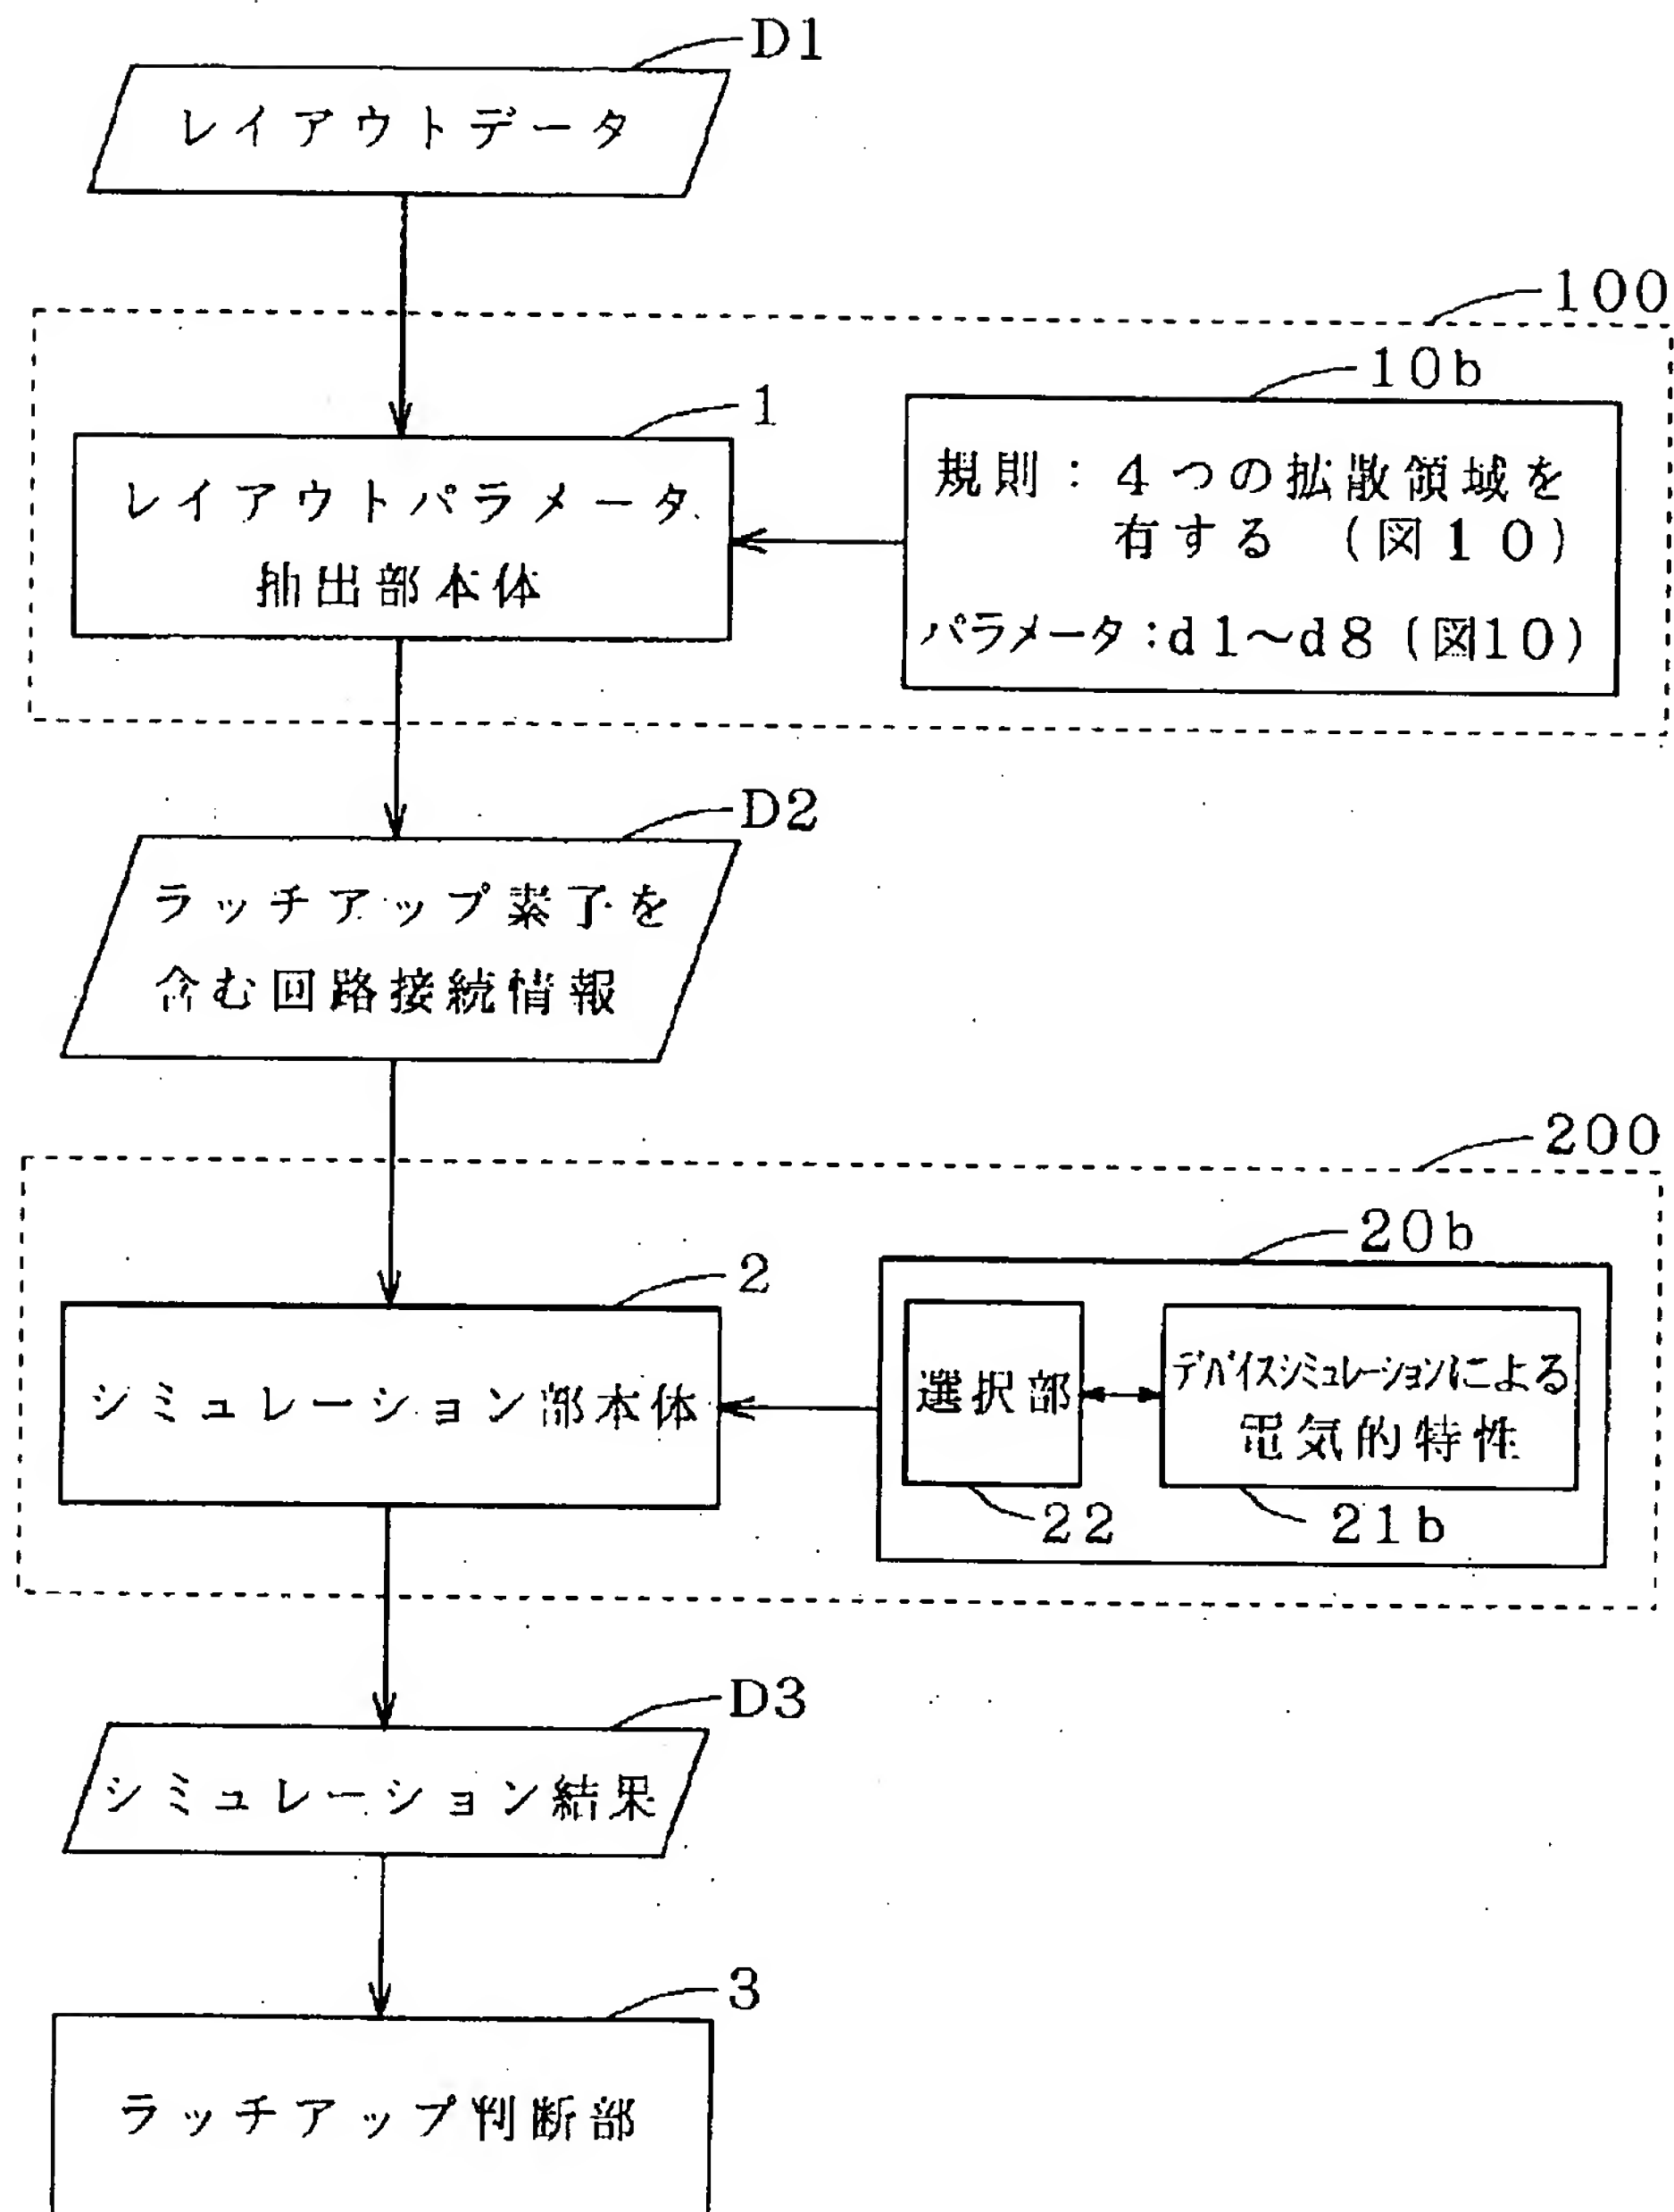 D1
レイアウトデータ
100
10b
1
規則：4つの拡散領域を
有する （図10）
パラメータ：d1〜d8（図10）
レイアウトパラメータ
抽出部本体
D2
ラッチアップ素子を
含む回路接続情報
200
20b
2
シミュレーション部本体
選択部
デバイスシミュレーションによる
電気的特性
22
21b
D3
シミュレーション結果
3
ラッチアップ判断部